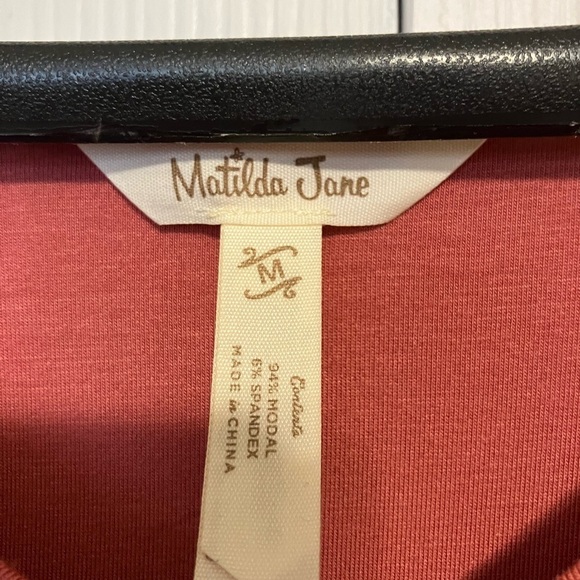 Matilda Jane
M
Contents
94% MODAL
6% SPANDEX
MADE in CHINA